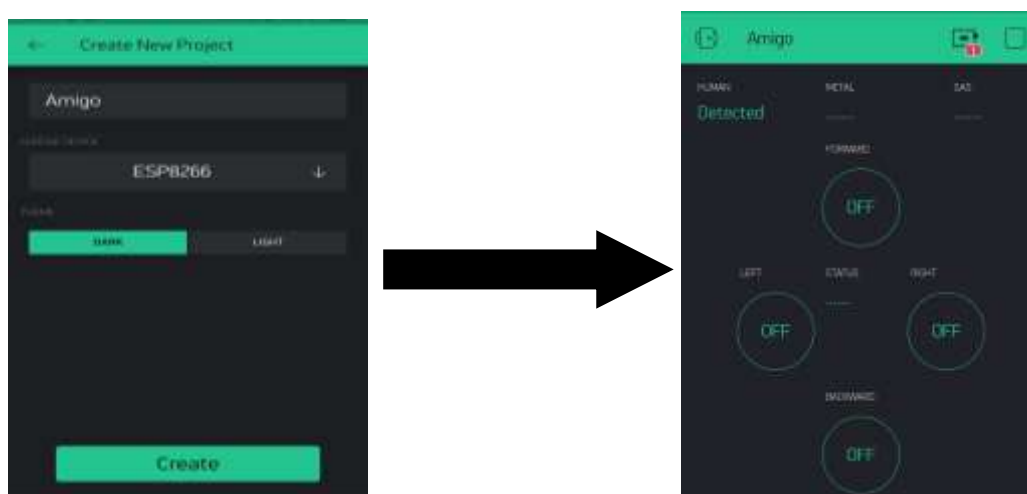 Create New Project
Amigo
ESP8266
DARK
LIGHT
Create
Amigo
HUMAN
METAL
GAS
Detected
FORWARD
OFF
LEFT
STATUS
RIGHT
OFF
OFF
BACKWARD
OFF